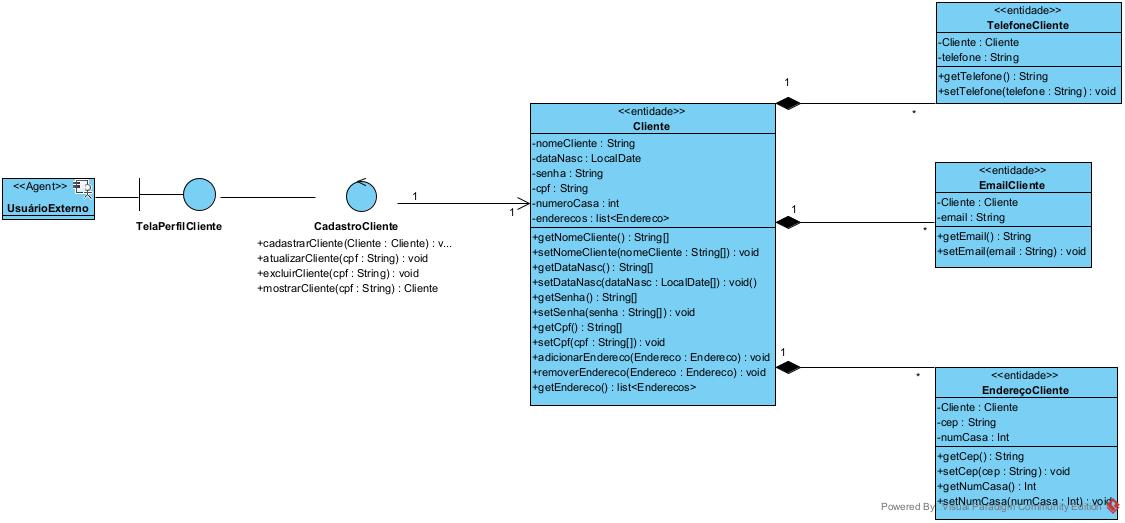 <<Agent>>
UsuárioExterno
TelaPerfilCliente
CadastroCliente
+cadastrarCliente(Cliente : Cliente) : v...
+atualizarCliente(cpf : String) : void
+excluirCliente(cpf : String) : void
+mostrarCliente(cpf : String) : Cliente
1
1
<<entidade>>
Cliente
-nomeCliente : String
-dataNasc : LocalDate
-senha : String
-cpf : String
-numeroCasa : int
-enderecos : list<Endereco>
+getNomeCliente() : String[]
+setNomeCliente(nomeCliente : String[]) : void
+getDataNasc() : String[]
+setDataNasc(dataNasc : LocalDate[]) : void()
+getSenha() : String[]
+setSenha(senha : String[]) : void
+getCpf() : String[]
+setCpf(cpf : String[]) : void
+adicionarEndereco(Endereco : Endereco) : void
+removerEndereco(Endereco : Endereco) : void
+getEndereco() : list<Enderecos>
1
*
<<entidade>>
TelefoneCliente
-Cliente : Cliente
-telefone : String
+getTelefone() : String
+setTelefone(telefone : String) : void
1
*
<<entidade>>
EmailCliente
-Cliente : Cliente
-email : String
+getEmail() : String
+setEmail(email : String) : void
1
*
<<entidade>>
EndereçoCliente
-Cliente : Cliente
-cep : String
-numCasa : Int
+getCep() : String
+setCep(cep : String) : void
+getNumCasa() : Int
+setNumCasa(numCasa : Int) : void
Powered By Visual Paradigm Community Edition